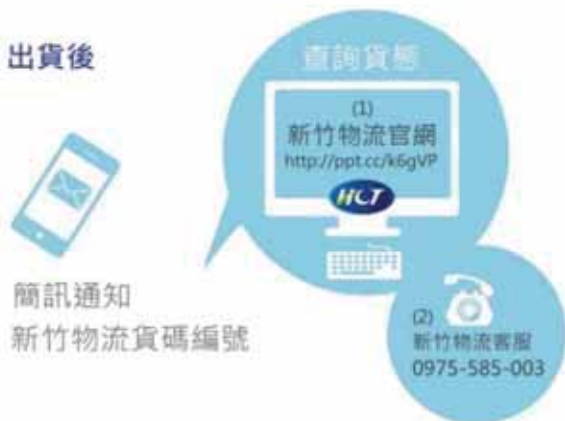 出貨後
簡訊通知
新竹物流貨碼編號
查詢貨態
(1)
新竹物流官網
http://ppt.cc/k6gVP
HCT
(2)
新竹物流客服
0975-585-003